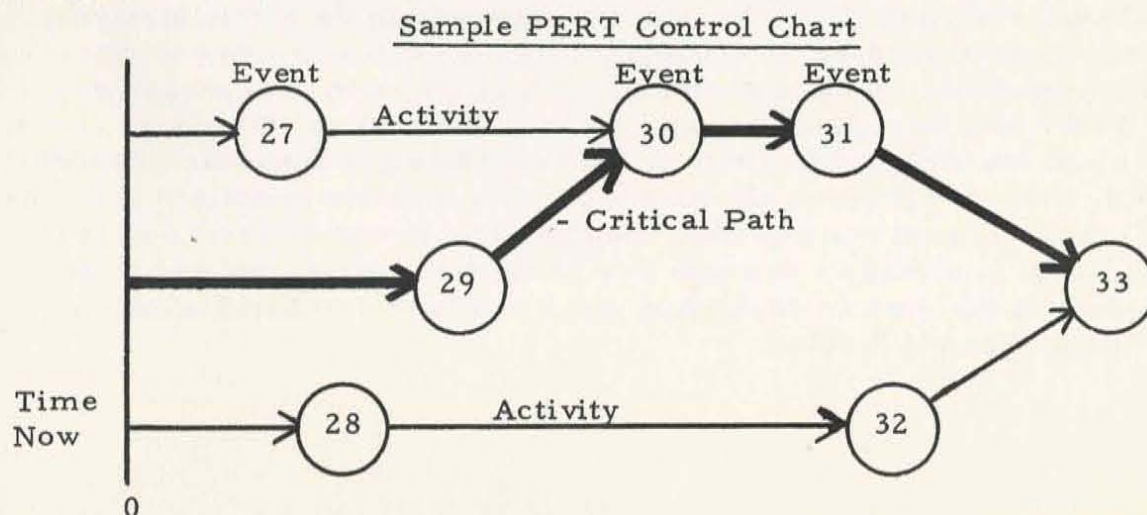 Sample PERT Control Chart
Event Event Event
27 Activity 30 31
- Critical Path
29 33
Time
Now
28 Activity 32
0